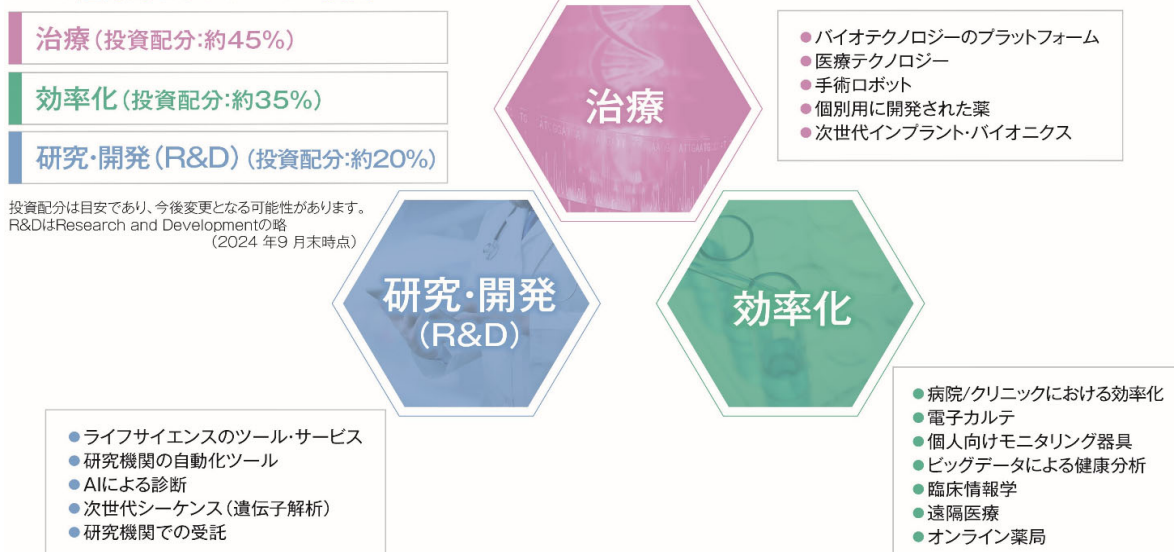 治療(投資配分:約45%)
効率化(投資配分:約35%)
研究・開発(R&D)(投資配分:約20%)
投資配分は目安であり、今後変更となる可能性があります。
R&DはResearch and Developmentの略
(2024 年9 月末時点)
治療
●バイオテクノロジーのプラットフォーム
●医療テクノロジー
●手術ロボット
●個別用に開発された薬
●次世代インプラント・バイオニクス
研究・開発
(R&D)
効率化
●ライフサイエンスのツール・サービス
●研究機関の自動化ツール
●AIによる診断
●次世代シーケンス(遺伝子解析)
●研究機関での受託
●病院/クリニックにおける効率化
●電子カルテ
●個人向けモニタリング器具
●ビッグデータによる健康分析
●臨床情報学
●遠隔医療
●オンライン薬局